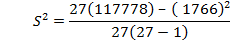 S² = 27(117778) − ( 1766)² / 27(27 − 1)